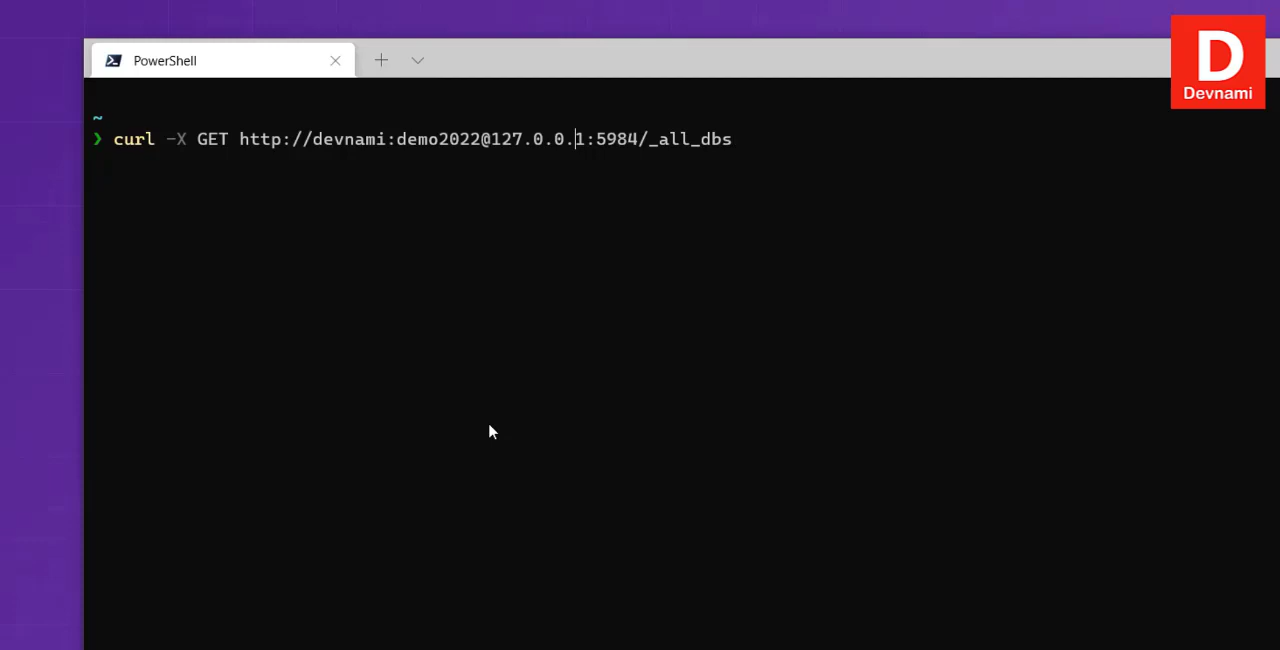 PowerShell
D
Devnami
~
❯ curl -X GET http://devnami:demo2022@127.0.0.1:5984/_all_dbs